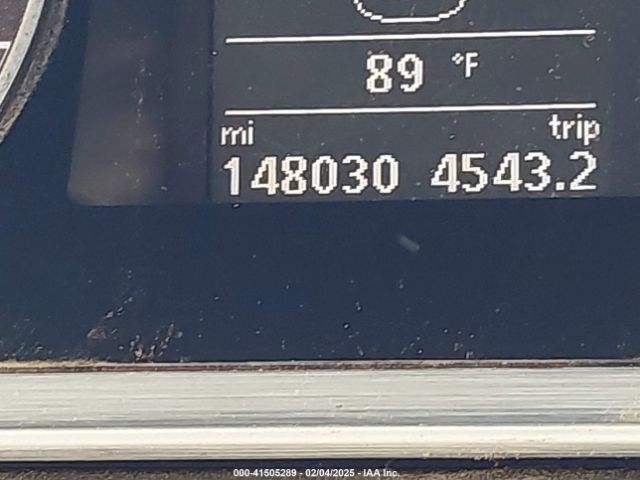 89 °F
mi trip
148030 4543.2
000-41505289 - 02/04/2025 - IAA Inc.